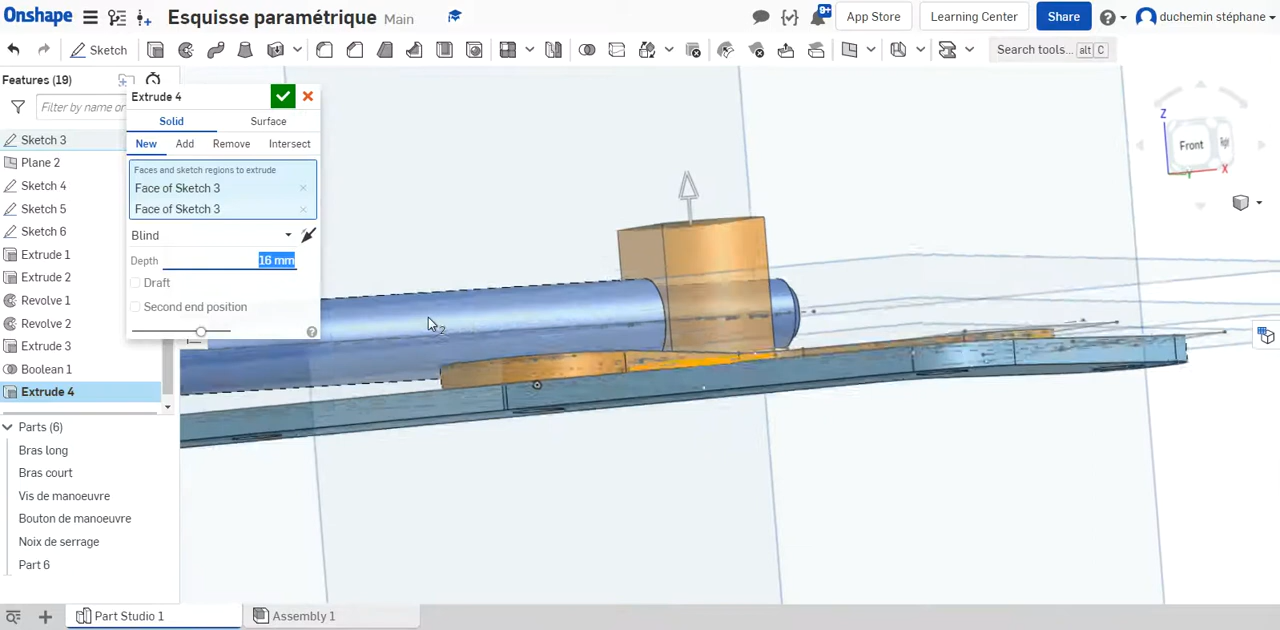 Onshape Esquisse paramétrique Main 9+ App Store Learning Center Share duchemin stéphane
Sketch Search tools... alt C
Features (19)
Filter by name or
Sketch 3
Plane 2
Sketch 4
Sketch 5
Sketch 6
Extrude 1
Extrude 2
Revolve 1
Revolve 2
Extrude 3
Boolean 1
Extrude 4
Parts (6)
Bras long
Bras court
Vis de manoeuvre
Bouton de manoeuvre
Noix de serrage
Part 6
Extrude 4
Solid Surface
New Add Remove Intersect
Faces and sketch regions to extrude
Face of Sketch 3
Face of Sketch 3
Blind
Depth 16 mm
Draft
Second end position
2
Z
Front Right
X
Y
Part Studio 1 Assembly 1